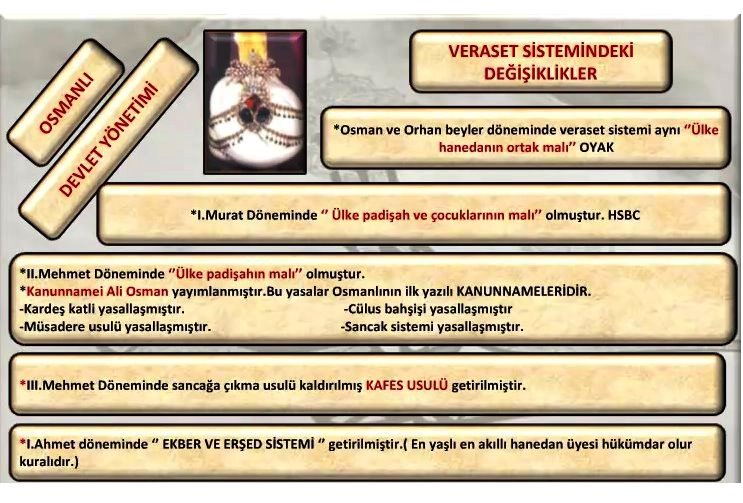 OSMANLI
DEVLET YÖNETİMİ
VERASET SİSTEMİNDEKİ
DEĞİŞİKLİKLER
*Osman ve Orhan beyler döneminde veraset sistemi aynı ‘’Ülke
hanedanın ortak malı’’ OYAK
*I.Murat Döneminde ‘’ Ülke padişah ve çocuklarının malı’’ olmuştur. HSBC
*II.Mehmet Döneminde ‘’Ülke padişahın malı’’ olmuştur.
*Kanunnamei Ali Osman yayımlanmıştır.Bu yasalar Osmanlının ilk yazılı KANUNNAMELERİDİR.
-Kardeş katli yasallaşmıştır. -Cülus bahşişi yasallaşmıştır
-Müsadere usulü yasallaşmıştır. -Sancak sistemi yasallaşmıştır.
*III.Mehmet Döneminde sancağa çıkma usulü kaldırılmış KAFES USULÜ getirilmiştir.
*I.Ahmet döneminde ‘’ EKBER VE ERŞED SİSTEMİ ‘’ getirilmiştir.( En yaşlı en akıllı hanedan üyesi hükümdar olur
kuralıdır.)